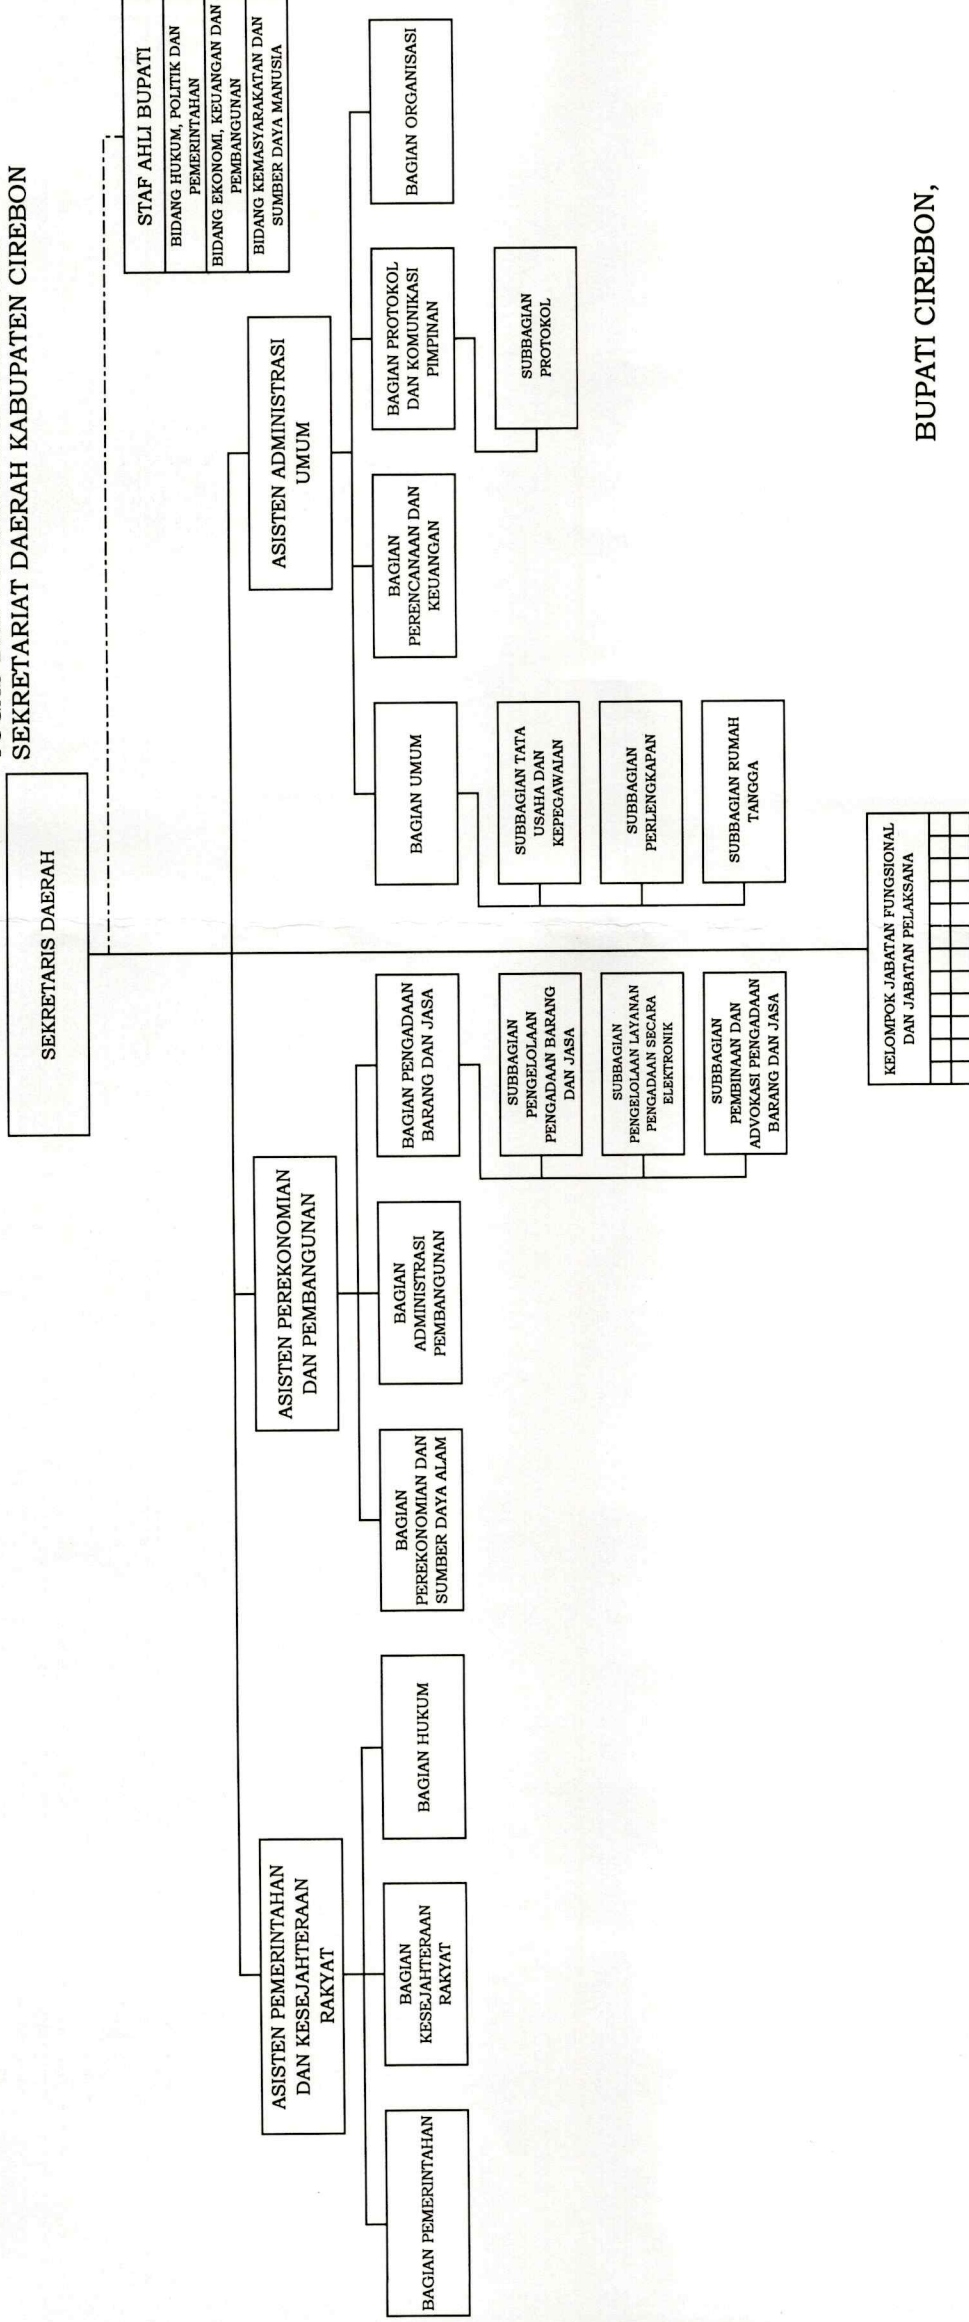 SEKRETARIAT DAERAH KABUPATEN CIREBON
SEKRETARIS DAERAH
STAF AHLI BUPATI
BIDANG HUKUM, POLITIK DAN
PEMERINTAHAN
BIDANG EKONOMI, KEUANGAN DAN
PEMBANGUNAN
BIDANG KEMASYARAKATAN DAN
SUMBER DAYA MANUSIA
ASISTEN PEMERINTAHAN
DAN KESEJAHTERAAN
RAKYAT
ASISTEN PEREKONOMIAN
DAN PEMBANGUNAN
ASISTEN ADMINISTRASI
UMUM
BAGIAN PEMERINTAHAN
BAGIAN
KESEJAHTERAAN
RAKYAT
BAGIAN HUKUM
BAGIAN
PEREKONOMIAN DAN
SUMBER DAYA ALAM
BAGIAN
ADMINISTRASI
PEMBANGUNAN
BAGIAN PENGADAAN
BARANG DAN JASA
BAGIAN UMUM
BAGIAN
PERENCANAAN DAN
KEUANGAN
BAGIAN PROTOKOL
DAN KOMUNIKASI
PIMPINAN
BAGIAN ORGANISASI
SUBBAGIAN
PENGELOLAAN
PENGADAAN BARANG
DAN JASA
SUBBAGIAN
PENGELOLAAN LAYANAN
PENGADAAN SECARA
ELEKTRONIK
SUBBAGIAN
PEMBINAAN DAN
ADVOKASI PENGADAAN
BARANG DAN JASA
SUBBAGIAN TATA
USAHA DAN
KEPEGAWAIAN
SUBBAGIAN
PERLENGKAPAN
SUBBAGIAN RUMAH
TANGGA
SUBBAGIAN
PROTOKOL
KELOMPOK JABATAN FUNGSIONAL
DAN JABATAN PELAKSANA
BUPATI CIREBON,